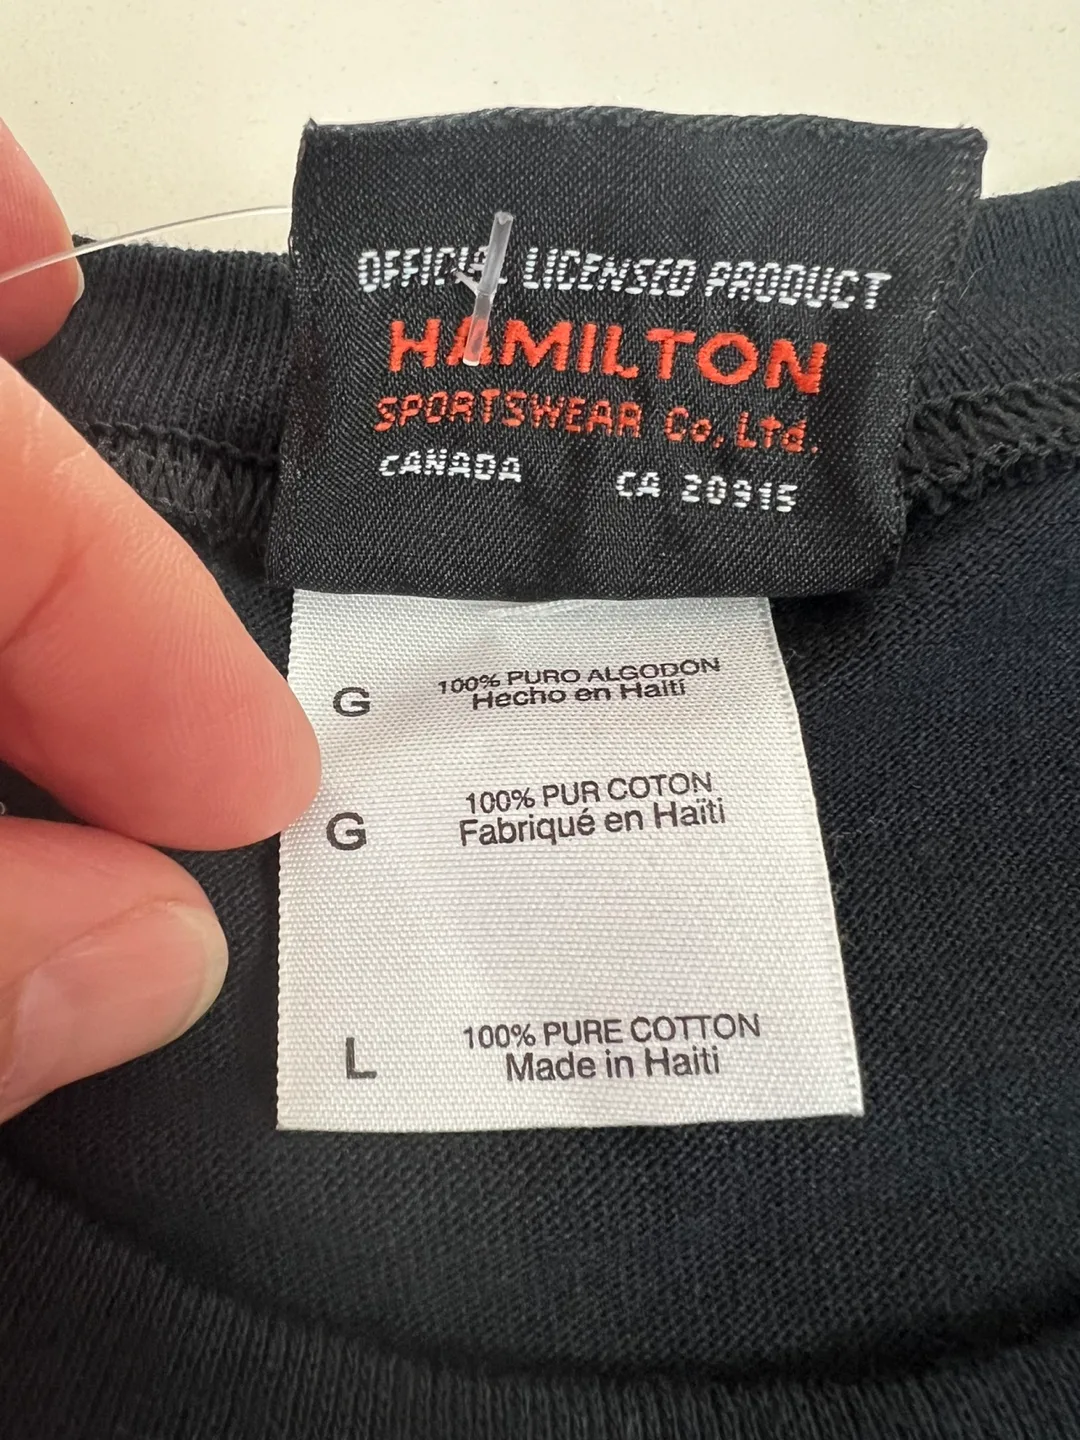 OFFICIAL LICENSED PRODUCT
HAMILTON
SPORTSWEAR Co, Ltd.
CANADA CA 20915
G 100% PURO ALGODON
Hecho en Haiti
G 100% PUR COTON
Fabriqué en Haïti
L 100% PURE COTTON
Made in Haiti